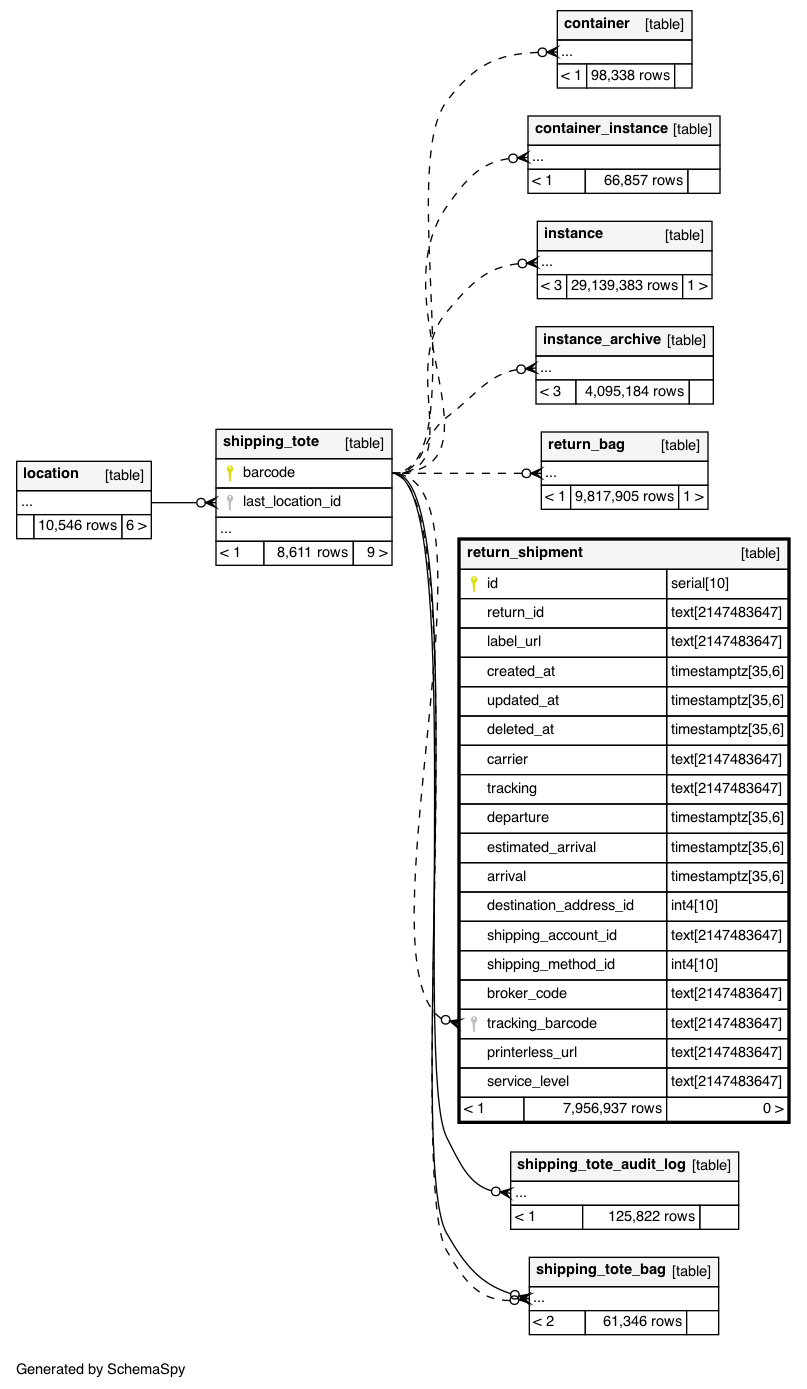 container [table]
...
< 1 98,338 rows
container_instance [table]
...
< 1 66,857 rows
instance [table]
...
< 3 29,139,383 rows 1 >
instance_archive [table]
...
< 3 4,095,184 rows
return_bag [table]
...
< 1 9,817,905 rows 1 >
shipping_tote [table]
barcode
last_location_id
...
< 1 8,611 rows 9 >
location [table]
...
10,546 rows 6 >
return_shipment [table]
id serial[10]
return_id text[2147483647]
label_url text[2147483647]
created_at timestamptz[35,6]
updated_at timestamptz[35,6]
deleted_at timestamptz[35,6]
carrier text[2147483647]
tracking text[2147483647]
departure timestamptz[35,6]
estimated_arrival timestamptz[35,6]
arrival timestamptz[35,6]
destination_address_id int4[10]
shipping_account_id text[2147483647]
shipping_method_id int4[10]
broker_code text[2147483647]
tracking_barcode text[2147483647]
printerless_url text[2147483647]
service_level text[2147483647]
< 1 7,956,937 rows 0 >
shipping_tote_audit_log [table]
...
< 1 125,822 rows
shipping_tote_bag [table]
...
< 2 61,346 rows
Generated by SchemaSpy